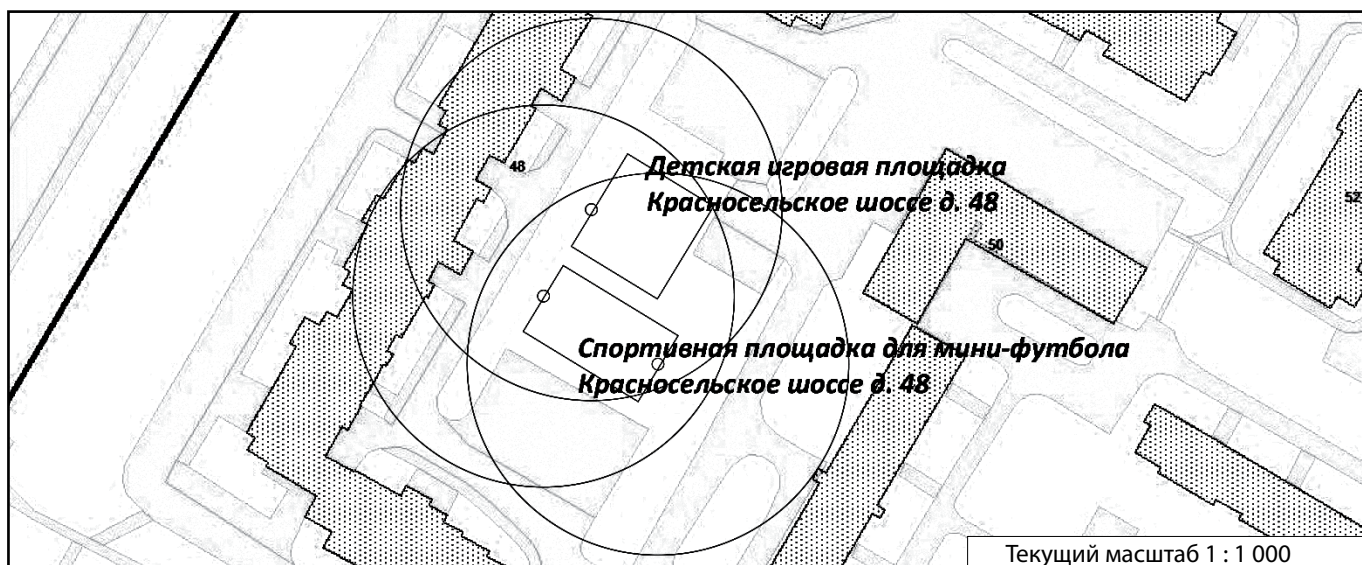 48
Детская игровая площадка
Красносельское шоссе д. 48
52
50
Спортивная площадка для мини-футбола
Красносельское шоссе д. 48
Текущий масштаб 1 : 1 000